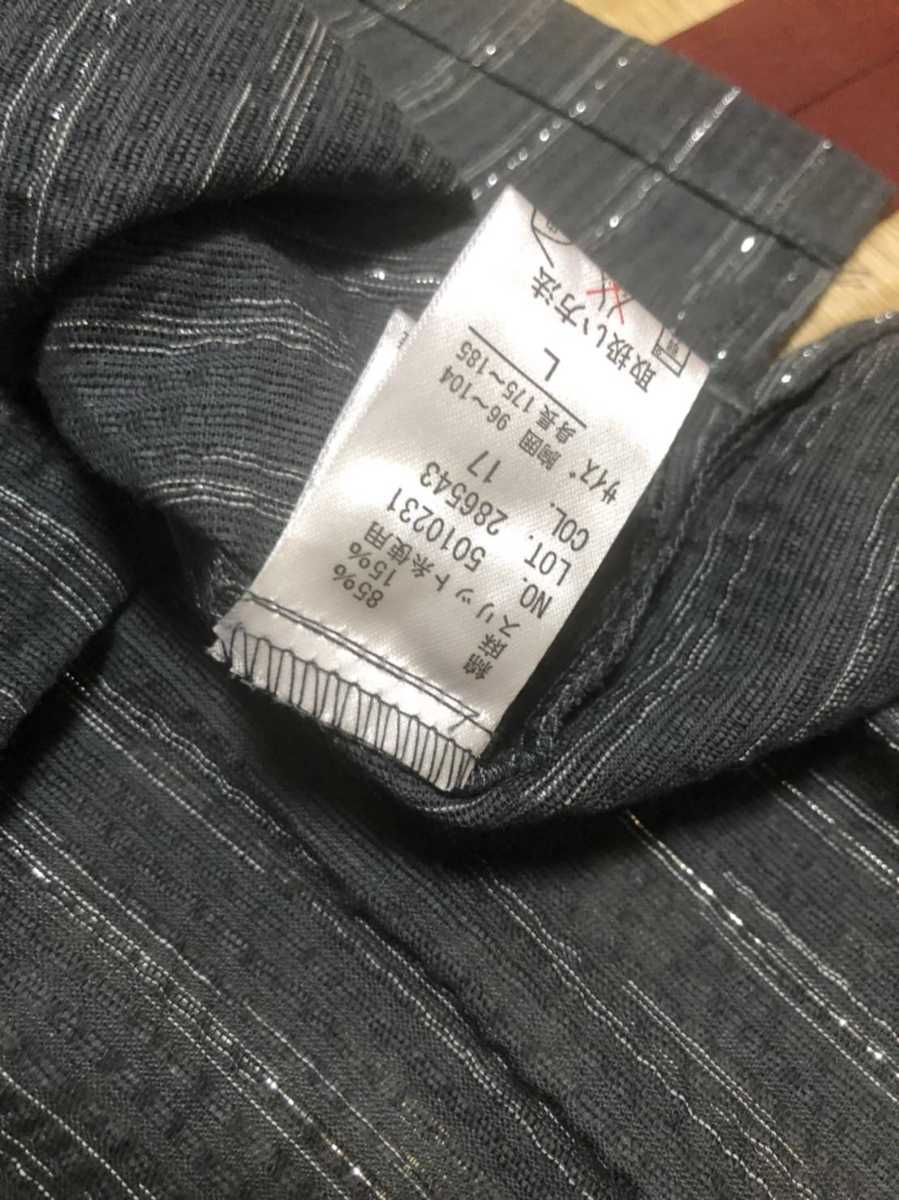 綿 85%
麻 15%
スリット糸使用
NO. 5010231
LOT. 286543
COL. 17
サイズ 胸囲 96〜104
身長 175〜185
L
取扱い方法